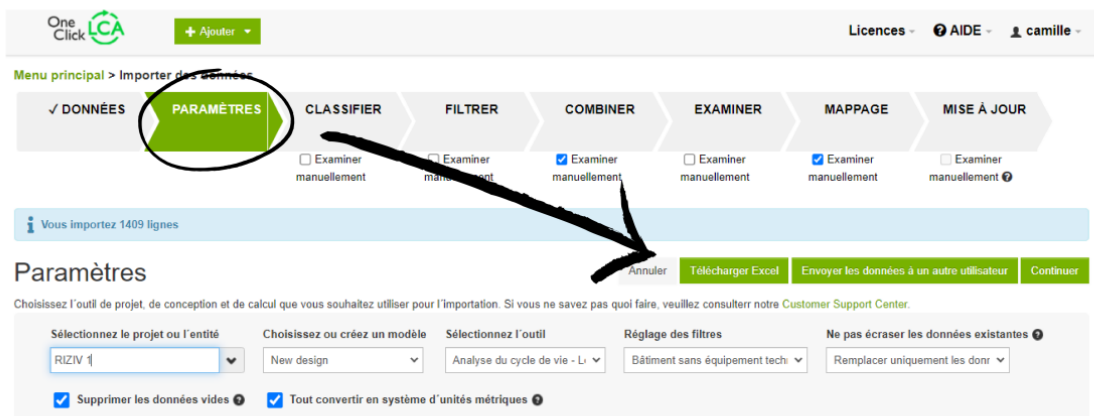 One Click LCA
Ajouter
Licences
AIDE
camille
Menu principal > Importer des données
✓ DONNÉES
PARAMÈTRES
CLASSIFIER
FILTRER
COMBINER
EXAMINER
MAPPAGE
MISE À JOUR
Examiner manuellement
Examiner manuellement
Examiner manuellement
Examiner manuellement
Examiner manuellement
Examiner manuellement
Vous importez 1409 lignes
Paramètres
Annuler
Télécharger Excel
Envoyer les données à un autre utilisateur
Continuer
Choisissez l´outil de projet, de conception et de calcul que vous souhaitez utiliser pour l´importation. Si vous ne savez pas quoi faire, veuillez consulterr notre Customer Support Center.
Sélectionnez le projet ou l´entité
Choisissez ou créez un modèle
Sélectionnez l´outil
Réglage des filtres
Ne pas écraser les données existantes
RIZIV 1
New design
Analyse du cycle de vie - L
Bâtiment sans équipement tech
Remplacer uniquement les donr
Supprimer les données vides
Tout convertir en système d´unités métriques